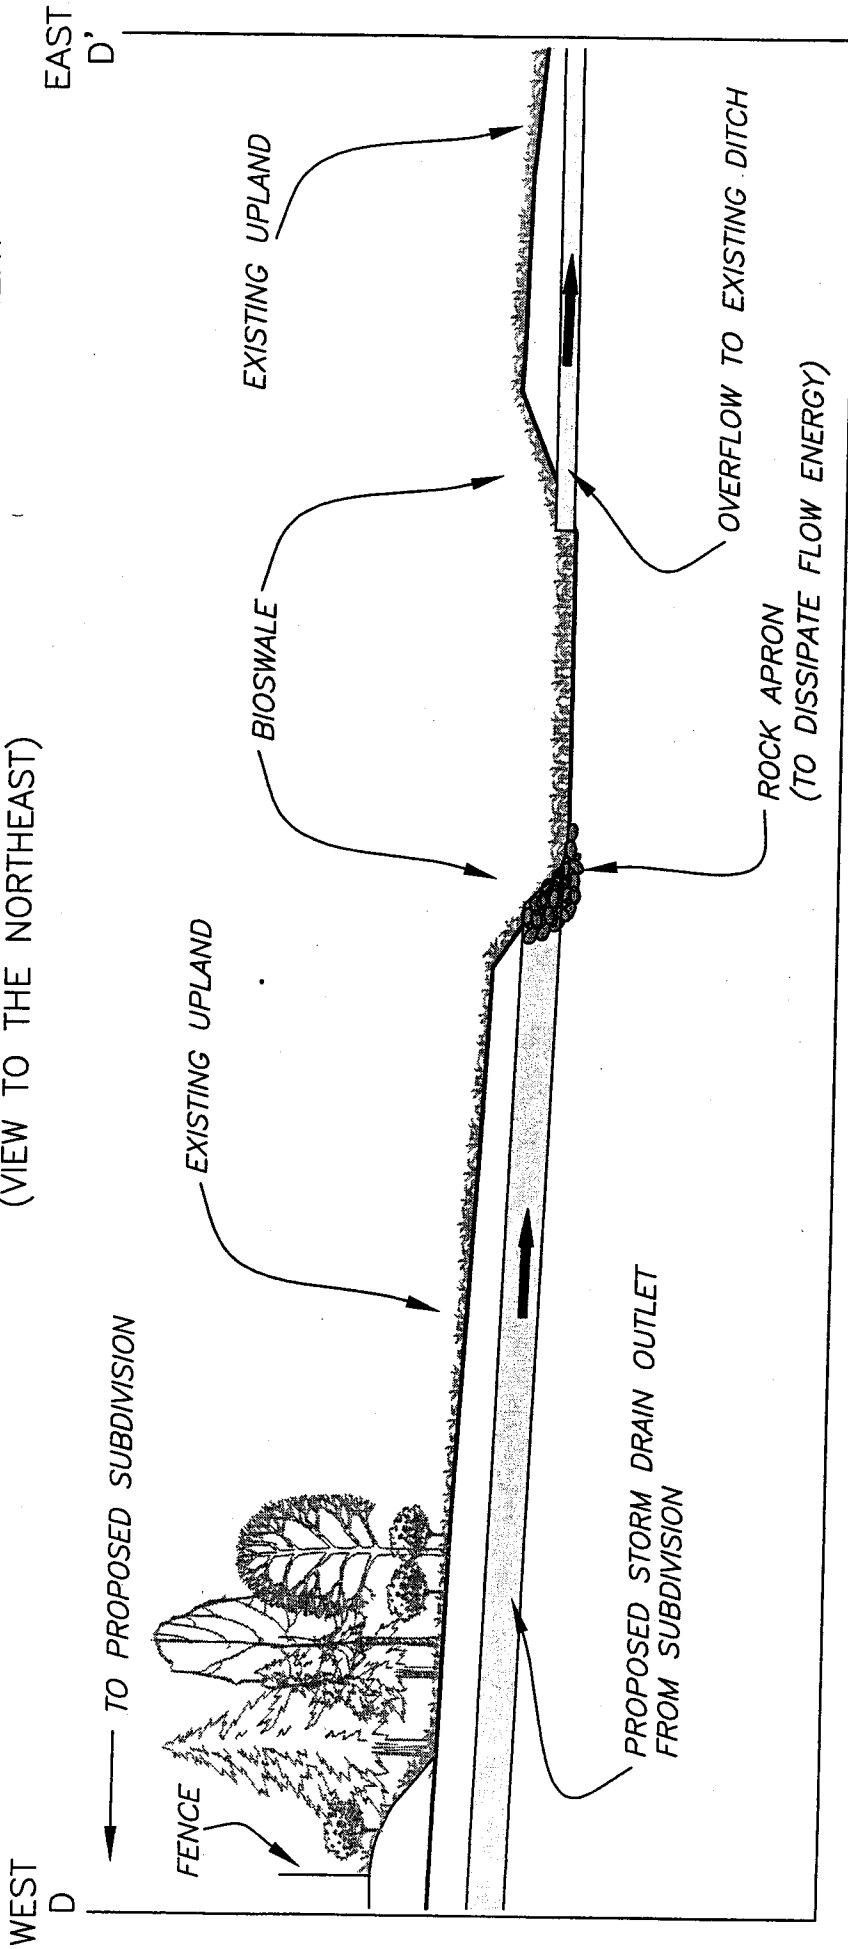 (VIEW TO THE NORTHEAST)
WEST
D
EAST
D'
TO PROPOSED SUBDIVISION
FENCE
EXISTING UPLAND
BIOSWALE
EXISTING UPLAND
PROPOSED STORM DRAIN OUTLET
FROM SUBDIVISION
ROCK APRON
(TO DISSIPATE FLOW ENERGY)
OVERFLOW TO EXISTING DITCH